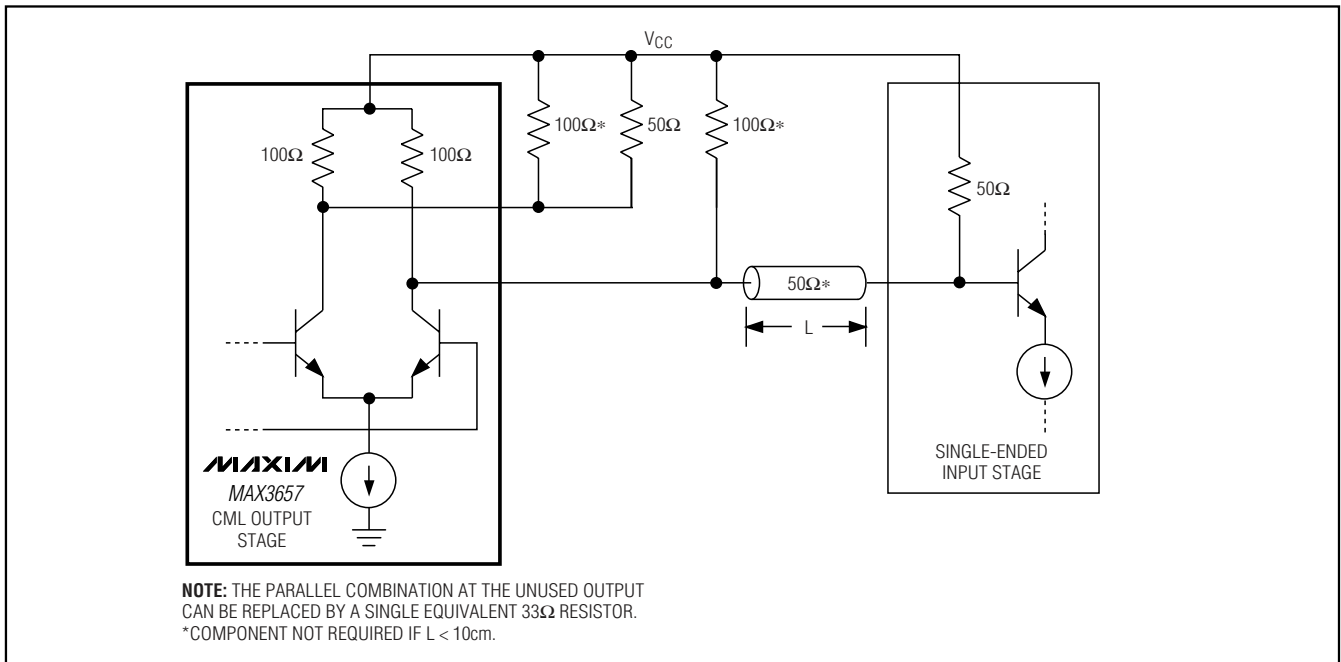 VCC
100Ω*
50Ω
100Ω*
100Ω
100Ω
50Ω
50Ω*
L
MAXIM
MAX3657
CML OUTPUT
STAGE
SINGLE-ENDED
INPUT STAGE
NOTE: THE PARALLEL COMBINATION AT THE UNUSED OUTPUT
CAN BE REPLACED BY A SINGLE EQUIVALENT 33Ω RESISTOR.
*COMPONENT NOT REQUIRED IF L < 10cm.